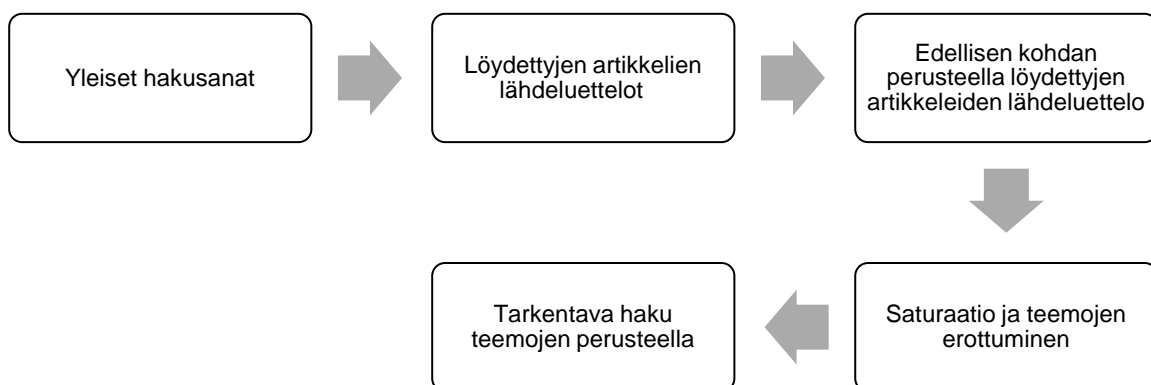 Yleiset hakusanat
Löydettyjen artikkelien
lähdeluettelot
Edellisen kohdan
perusteella löydettyjen
artikkeleiden lähdeluettelo
Saturaatio ja teemojen
erottuminen
Tarkentava haku
teemojen perusteella